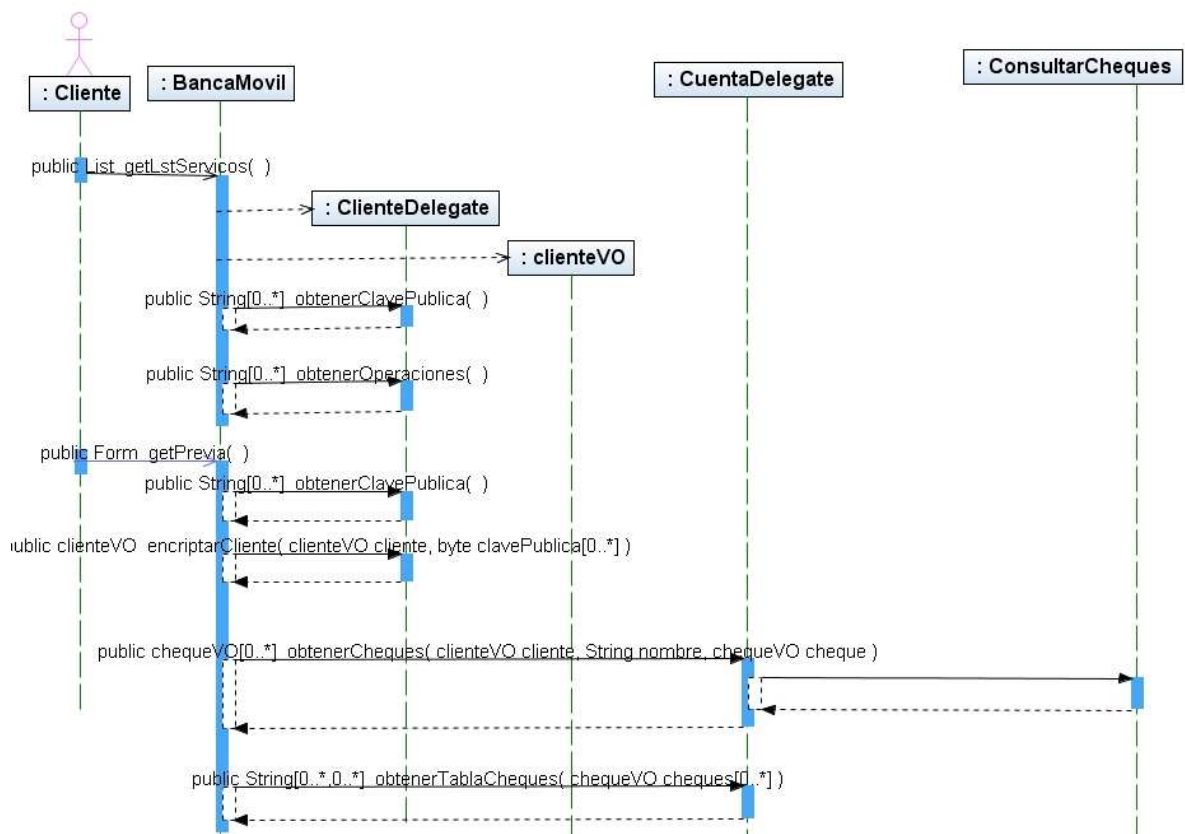 : Cliente
: BancaMovil
: CuentaDelegate
: ConsultarCheques
public List getLstServicos( )
: ClienteDelegate
: clienteVO
public String[0..*] obtenerClavePublica( )
public String[0..*] obtenerOperaciones( )
public Form getPrevia( )
public String[0..*] obtenerClavePublica( )
ublic clienteVO encriptarCliente( clienteVO cliente, byte clavePublica[0..*] )
public chequeVO[0..*] obtenerCheques( clienteVO cliente, String nombre, chequeVO cheque )
public String[0..*,0..*] obtenerTablaCheques( chequeVO cheques[0..*] )